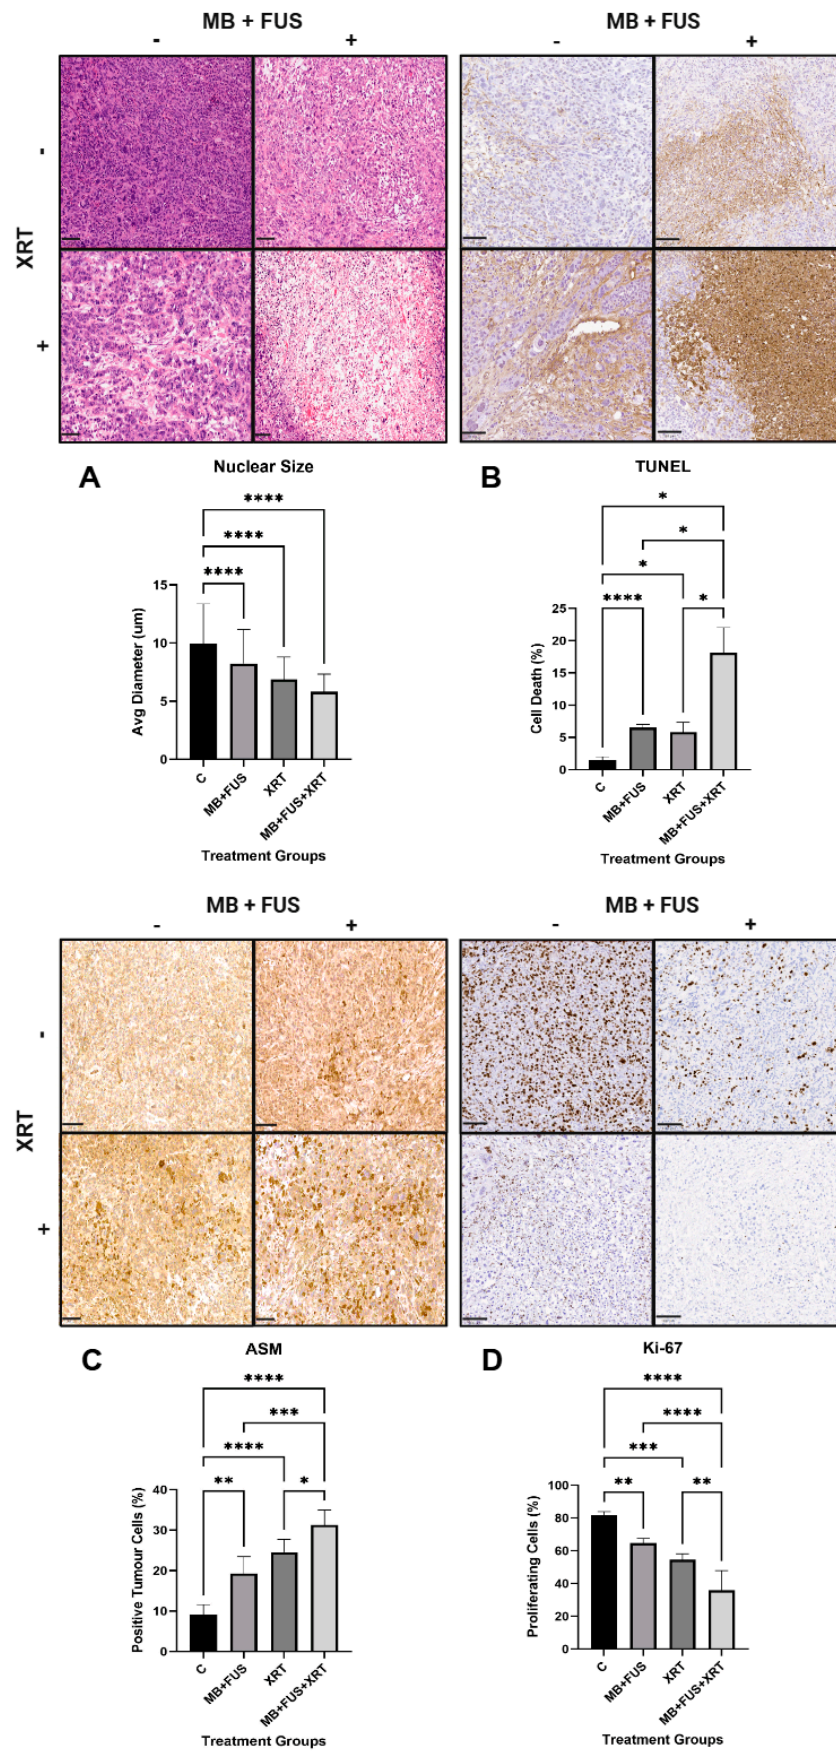 MB + FUS
- +
MB + FUS
- +
XRT
-
+
A
Nuclear Size
****
****
****
Avg Diameter (um)
15
10
5
0
C
MB+FUS
XRT
MB+FUS+XRT
Treatment Groups
B
TUNEL
*
*
*
**** *
Cell Death (%)
25
20
15
10
5
0
C
MB+FUS
XRT
MB+FUS+XRT
Treatment Groups
MB + FUS
- +
MB + FUS
- +
XRT
-
+
C
ASM
****
***
****
** *
Positive Tumour Cells (%)
40
30
20
10
0
C
MB+FUS
XRT
MB+FUS+XRT
Treatment Groups
D
Ki-67
****
****
***
** **
Proliferating Cells (%)
100
80
60
40
20
0
C
MB+FUS
XRT
MB+FUS+XRT
Treatment Groups